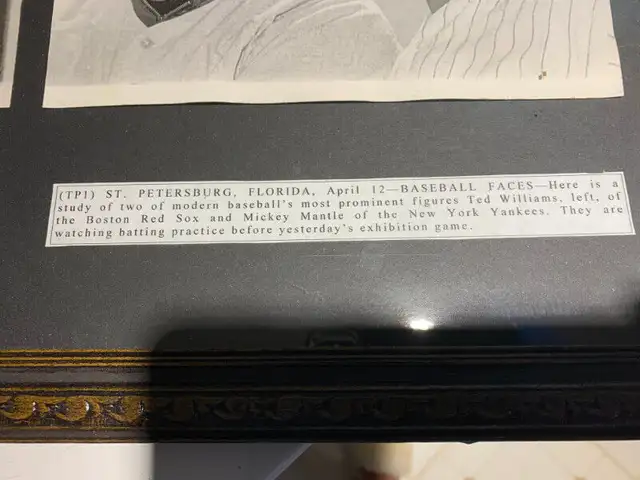 (TP1) ST. PETERSBURG, FLORIDA, April 12—BASEBALL FACES—Here is a
study of two of modern baseball's most prominent figures Ted Williams, left, of
the Boston Red Sox and Mickey Mantle of the New York Yankees. They are
watching batting practice before yesterday's exhibition game.